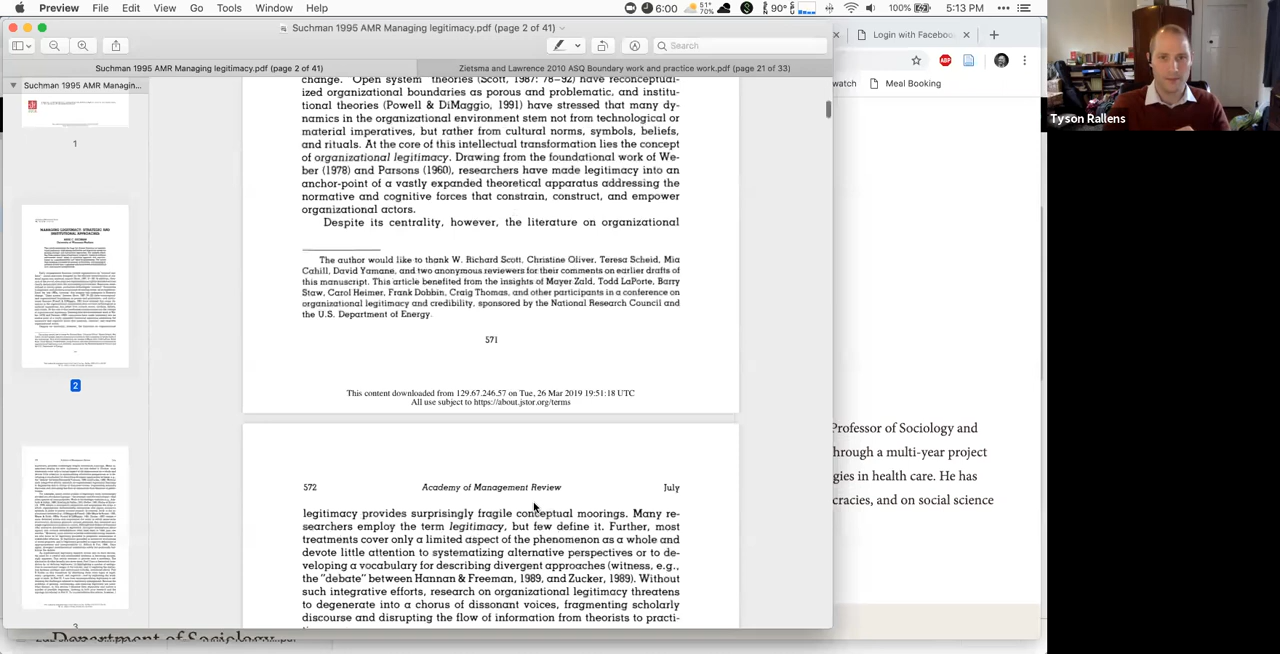 Preview File Edit View Go Tools Window Help
6:00 51° 70% 90° 100% 5:13 PM
Suchman 1995 AMR Managing legitimacy.pdf (page 2 of 41)
Search
Login with Faceboo
Suchman 1995 AMR Managing legitimacy.pdf (page 2 of 41)
Zietsma and Lawrence 2010 ASQ Boundary work and practice work.pdf (page 21 of 33)
Suchman 1995 AMR Managin...
watch
Meal Booking
Tyson Rallens
1
2
3
change. Open system theories (Scott, 1987: 78–92) have reconceptual-
ized organizational boundaries as porous and problematic, and institu-
tional theories (Powell & DiMaggio, 1991) have stressed that many dy-
namics in the organizational environment stem not from technological or
material imperatives, but rather from cultural norms, symbols, beliefs,
and rituals. At the core of this intellectual transformation lies the concept
of organizational legitimacy. Drawing from the foundational work of We-
ber (1978) and Parsons (1960), researchers have made legitimacy into an
anchor-point of a vastly expanded theoretical apparatus addressing the
normative and cognitive forces that constrain, construct, and empower
organizational actors.
Despite its centrality, however, the literature on organizational
The author would like to thank W. Richard Scott, Christine Oliver, Teresa Scheid, Mia
Cahill, David Yamane, and two anonymous reviewers for their comments on earlier drafts of
this manuscript. This article benefited from the insights of Mayer Zald, Todd LaPorte, Barry
Staw, Carol Heimer, Frank Dobbin, Craig Thomas, and other participants in a conference on
organizational legitimacy and credibility, sponsored by the National Research Council and
the U.S. Department of Energy.
571
This content downloaded from 129.67.246.57 on Tue, 26 Mar 2019 19:51:18 UTC
All use subject to https://about.jstor.org/terms
572 Academy of Management Review July
legitimacy provides surprisingly fragile conceptual moorings. Many re-
searchers employ the term legitimacy, but few define it. Further, most
treatments cover only a limited aspect of the phenomenon as a whole and
devote little attention to systematizing alternative perspectives or to de-
veloping a vocabulary for describing divergent approaches (witness, e.g.,
the "debate" between Hannan & Freeman, 1989, and Zucker, 1989). Without
such integrative efforts, research on organizational legitimacy threatens
to degenerate into a chorus of dissonant voices, fragmenting scholarly
discourse and disrupting the flow of information from theorists to practi-
Professor of Sociology and
hrough a multi-year project
gies in health care. He has
cracies, and on social science
Department of Sociology